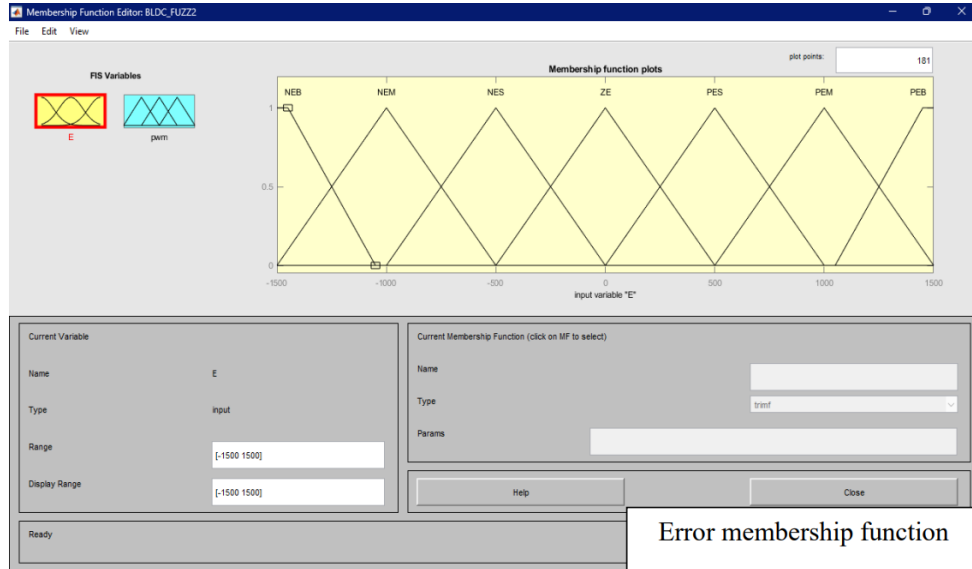 Membership Function Editor: BLDC_FUZZ2
File Edit View
FIS Variables
E
pwm
plot points:
181
Membership function plots
NEB NEM NES ZE PES PEM PEB
1
0.5
0
-1500 -1000 -500 0 500 1000 1500
input variable "E"
Current Variable
Name E
Type input
Range [-1500 1500]
Display Range [-1500 1500]
Current Membership Function (click on MF to select)
Name
Type trimf
Params
Help Close
Ready
Error membership function